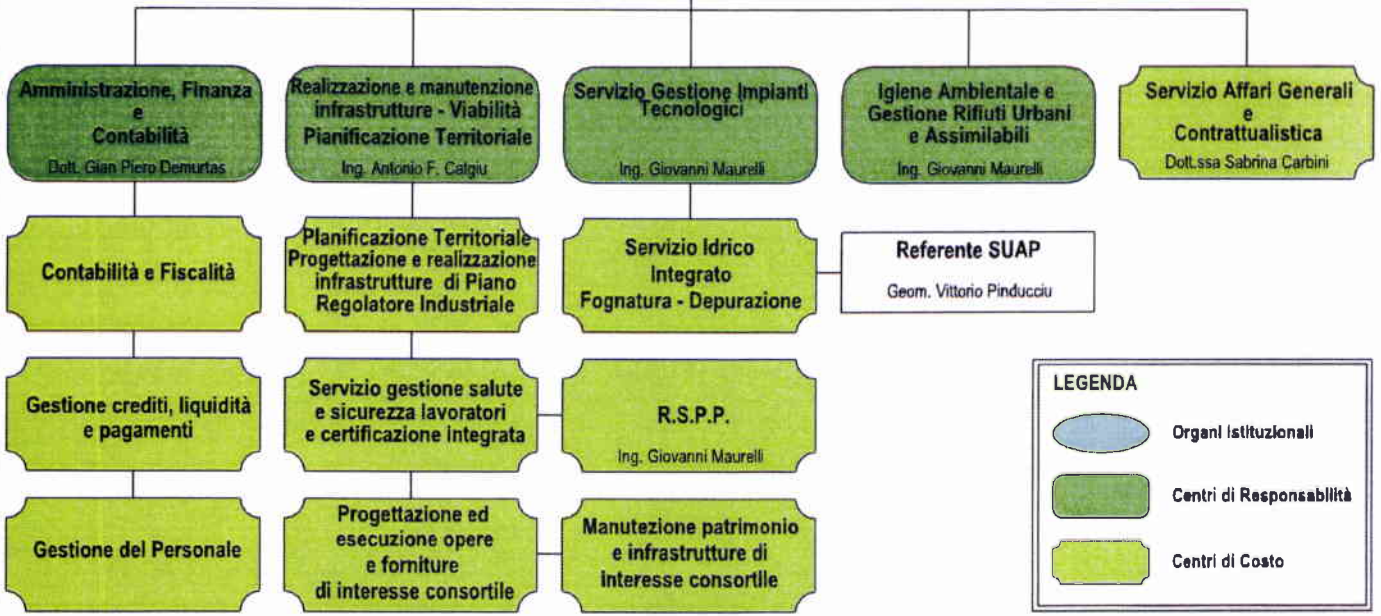 Amministrazione, Finanza
e
Contabilità
Dott. Gian Piero Demurtas
Realizzazione e manutenzione
infrastrutture - Viabilità
Pianificazione Territoriale
Ing. Antonio F. Catgiu
Servizio Gestione Impianti
Tecnologici
Ing. Giovanni Maurelli
Igiene Ambientale e
Gestione Rifiuti Urbani
e Assimilabili
Ing. Giovanni Maurelli
Servizio Affari Generali
e
Contrattualistica
Dott.ssa Sabrina Carbini
Contabilità e Fiscalità
Pianificazione Territoriale
Progettazione e realizzazione
infrastrutture di Piano
Regolatore Industriale
Servizio Idrico
Integrato
Fognatura - Depurazione
Referente SUAP
Geom. Vittorio Pinducciu
Gestione crediti, liquidità
e pagamenti
Servizio gestione salute
e sicurezza lavoratori
e certificazione integrata
R.S.P.P.
Ing. Giovanni Maurelli
Gestione del Personale
Progettazione ed
esecuzione opere
e forniture
di interesse consortile
Manutezione patrimonio
e infrastrutture di
interesse consortile
LEGENDA
Organi istituzionali
Centri di Responsabilità
Centri di Costo